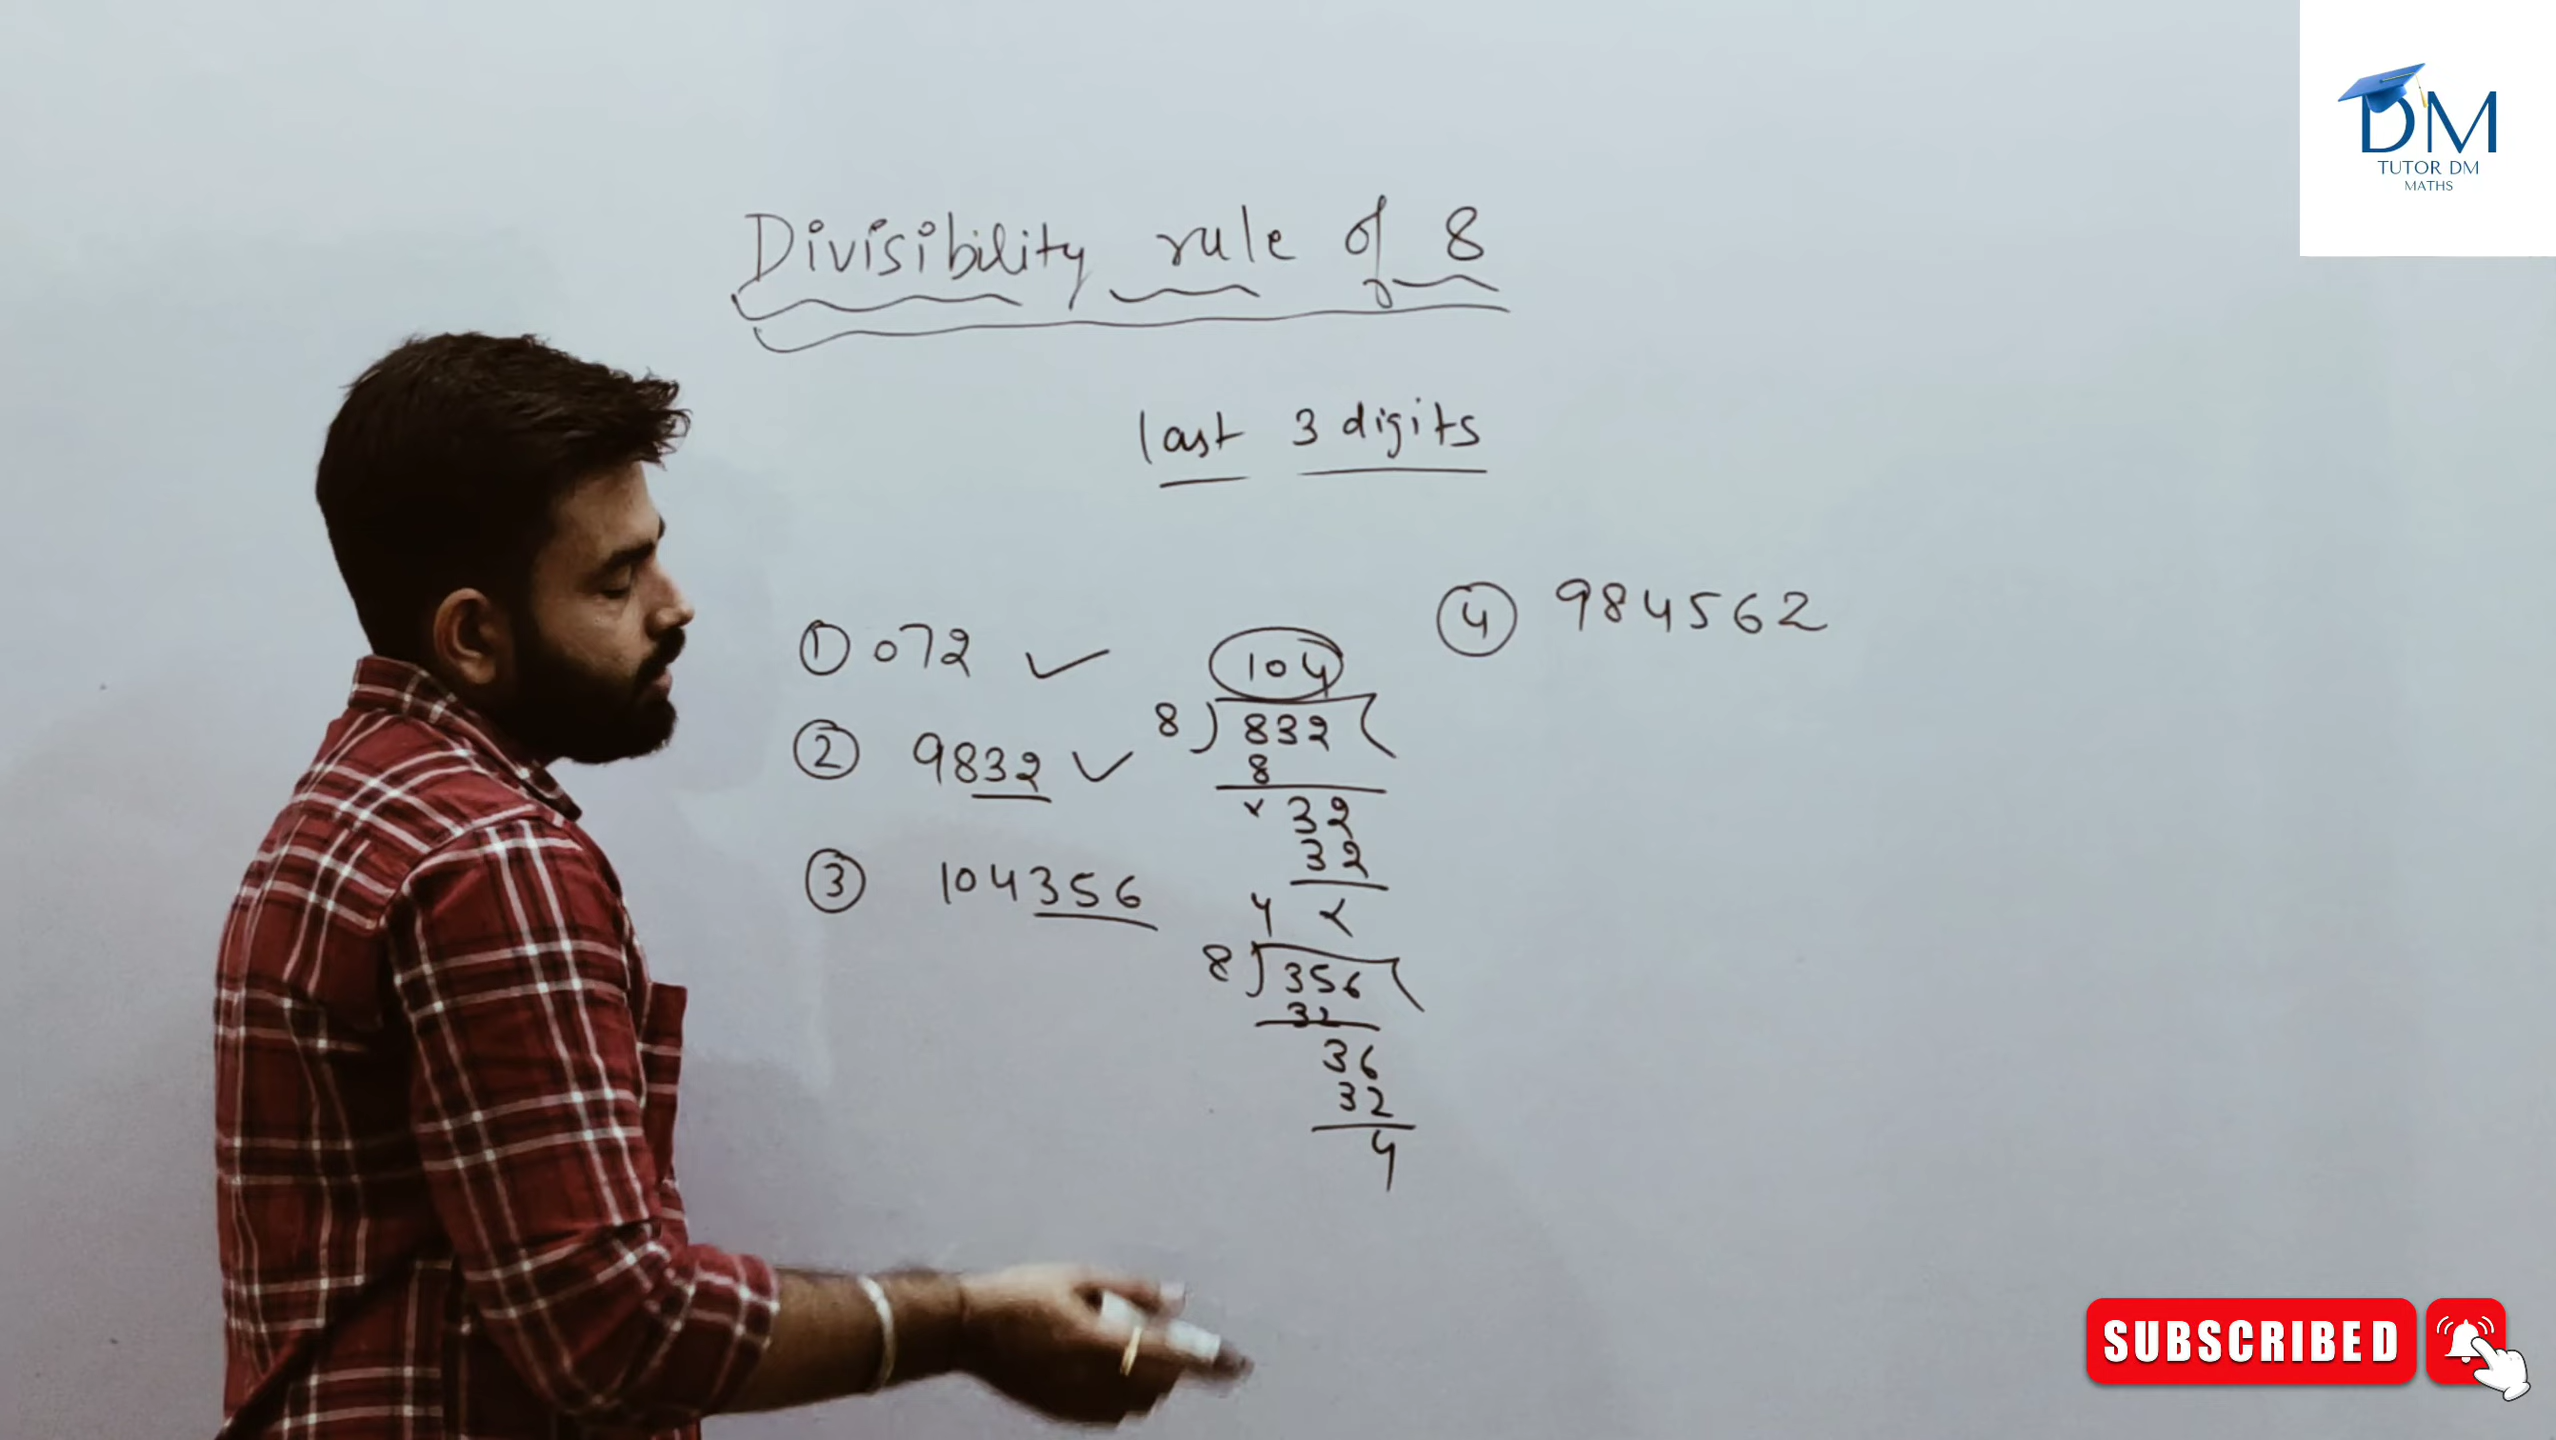 DM
TUTOR DM
MATHS
Divisibility rule of 8
last 3 digits
① 072 ✓
② 9832 ✓
③ 104356
104
8) 832 (
8
× 32
32
×
4
8) 356 (
32
36
32
4
④ 984562
SUBSCRIBED